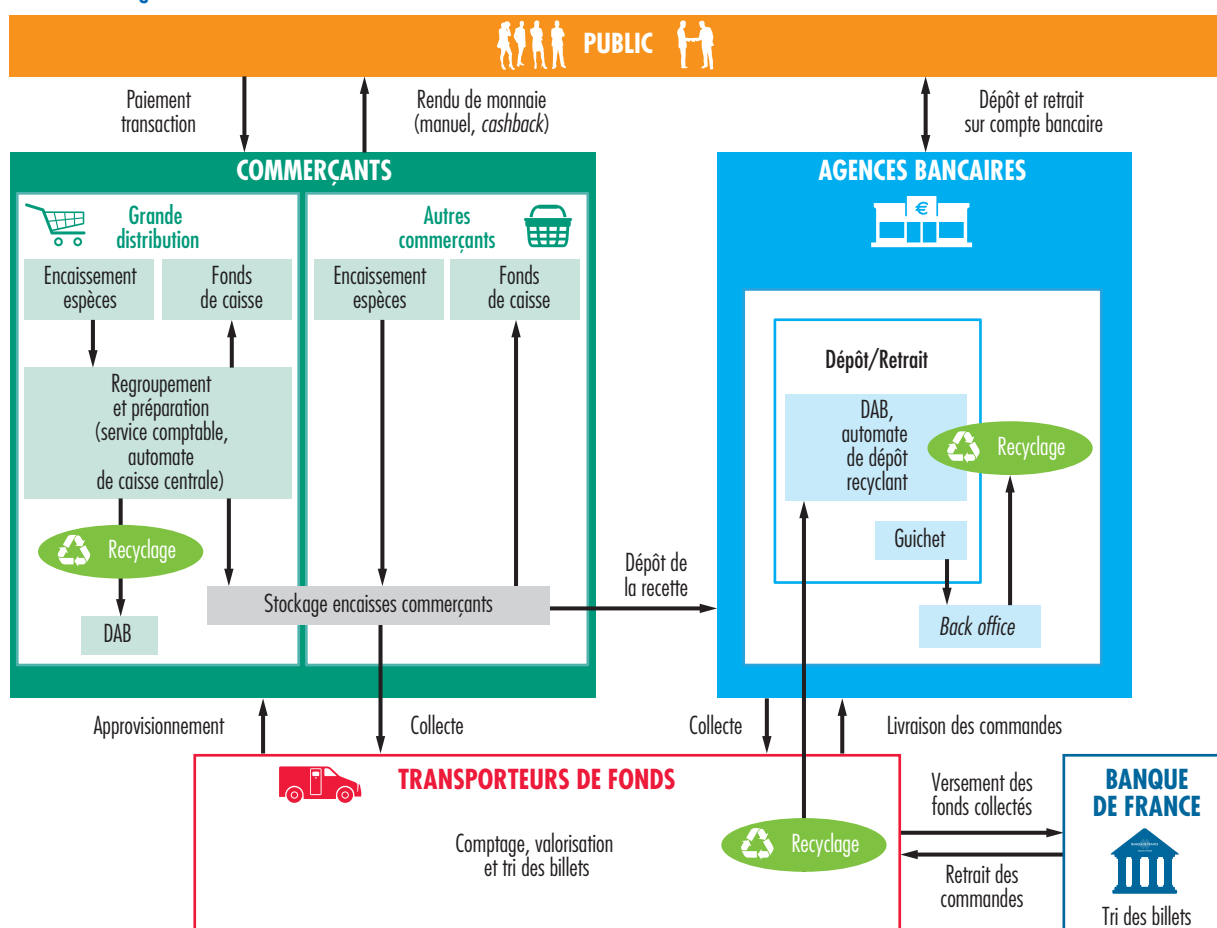 PUBLIC
Paiement
transaction
Rendu de monnaie
(manuel, cashback)
Dépôt et retrait
sur compte bancaire
COMMERÇANTS
Grande
distribution
Encaissement
espèces
Fonds
de caisse
Regroupement
et préparation
(service comptable,
automate
de caisse centrale)
Recyclage
DAB
Autres
commerçants
Encaissement
espèces
Fonds
de caisse
Stockage encaisses commerçants
Dépôt de
la recette
AGENCES BANCAIRES
€
Dépôt/Retrait
DAB,
automate
de dépôt
recyclant
Recyclage
Guichet
Back office
Approvisionnement
Collecte
Collecte
Livraison des commandes
TRANSPORTEURS DE FONDS
Comptage, valorisation
et tri des billets
Recyclage
Versement des
fonds collectés
Retrait des
commandes
BANQUE
DE FRANCE
Tri des billets